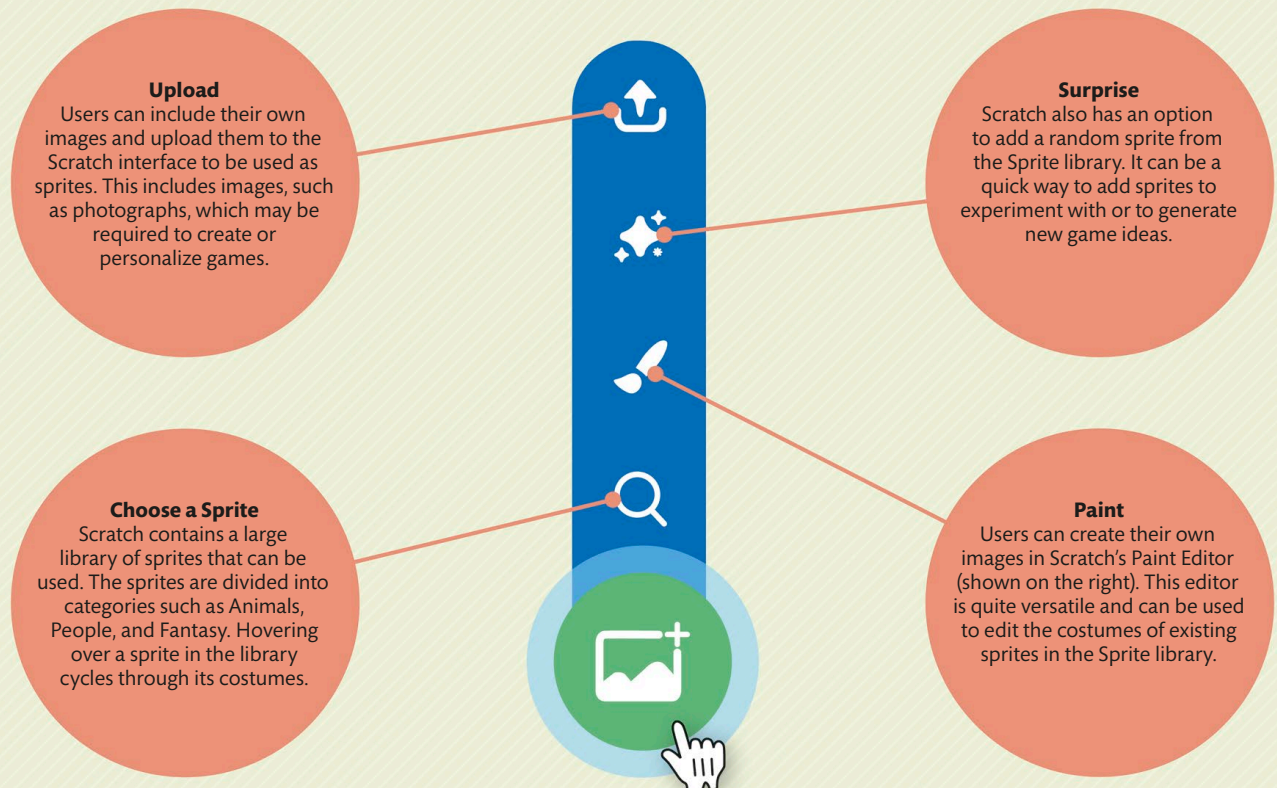 Upload
Users can include their own
images and upload them to the
Scratch interface to be used as
sprites. This includes images, such
as photographs, which may be
required to create or
personalize games.
Surprise
Scratch also has an option
to add a random sprite from
the Sprite library. It can be a
quick way to add sprites to
experiment with or to generate
new game ideas.
Choose a Sprite
Scratch contains a large
library of sprites that can be
used. The sprites are divided into
categories such as Animals,
People, and Fantasy. Hovering
over a sprite in the library
cycles through its costumes.
Paint
Users can create their own
images in Scratch’s Paint Editor
(shown on the right). This editor
is quite versatile and can be used
to edit the costumes of existing
sprites in the Sprite library.